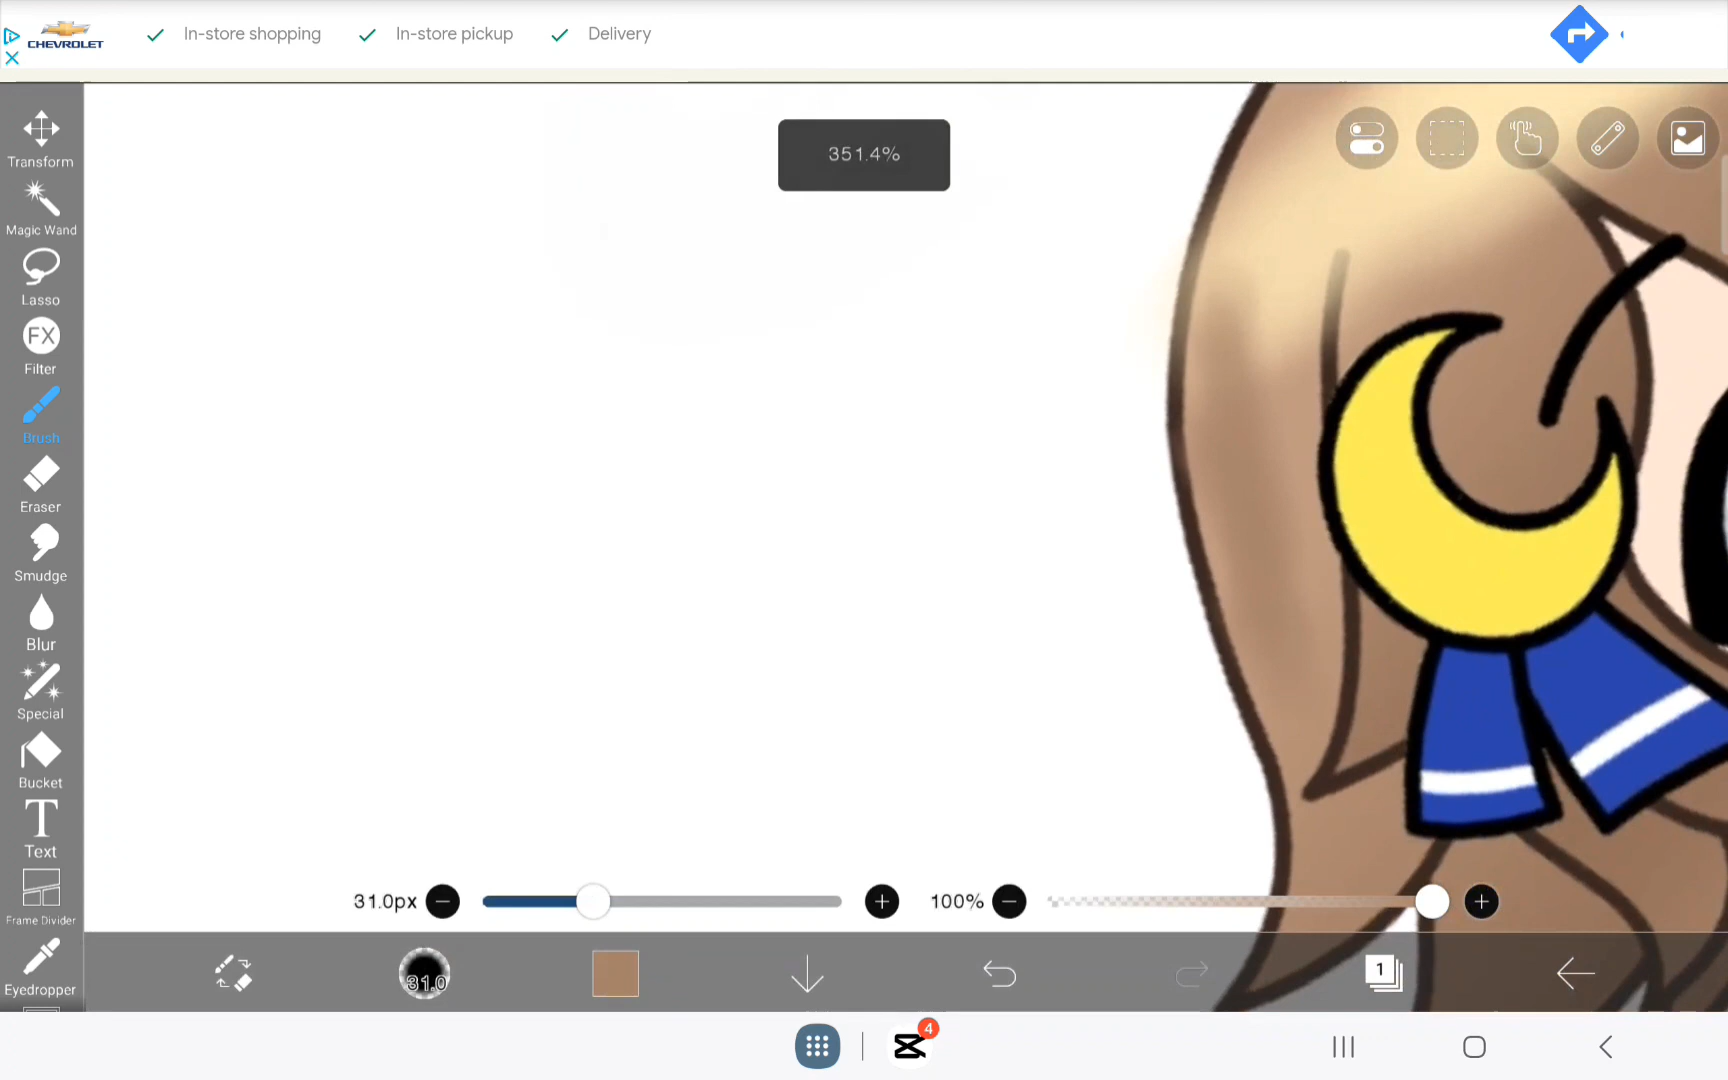 CHEVROLET
In-store shopping
In-store pickup
Delivery
351.4%
Transform
Magic Wand
Lasso
FX
Filter
Brush
Eraser
Smudge
Blur
Special
Bucket
T
Text
Frame Divider
Eyedropper
31.0px
100%
31.0
1
4